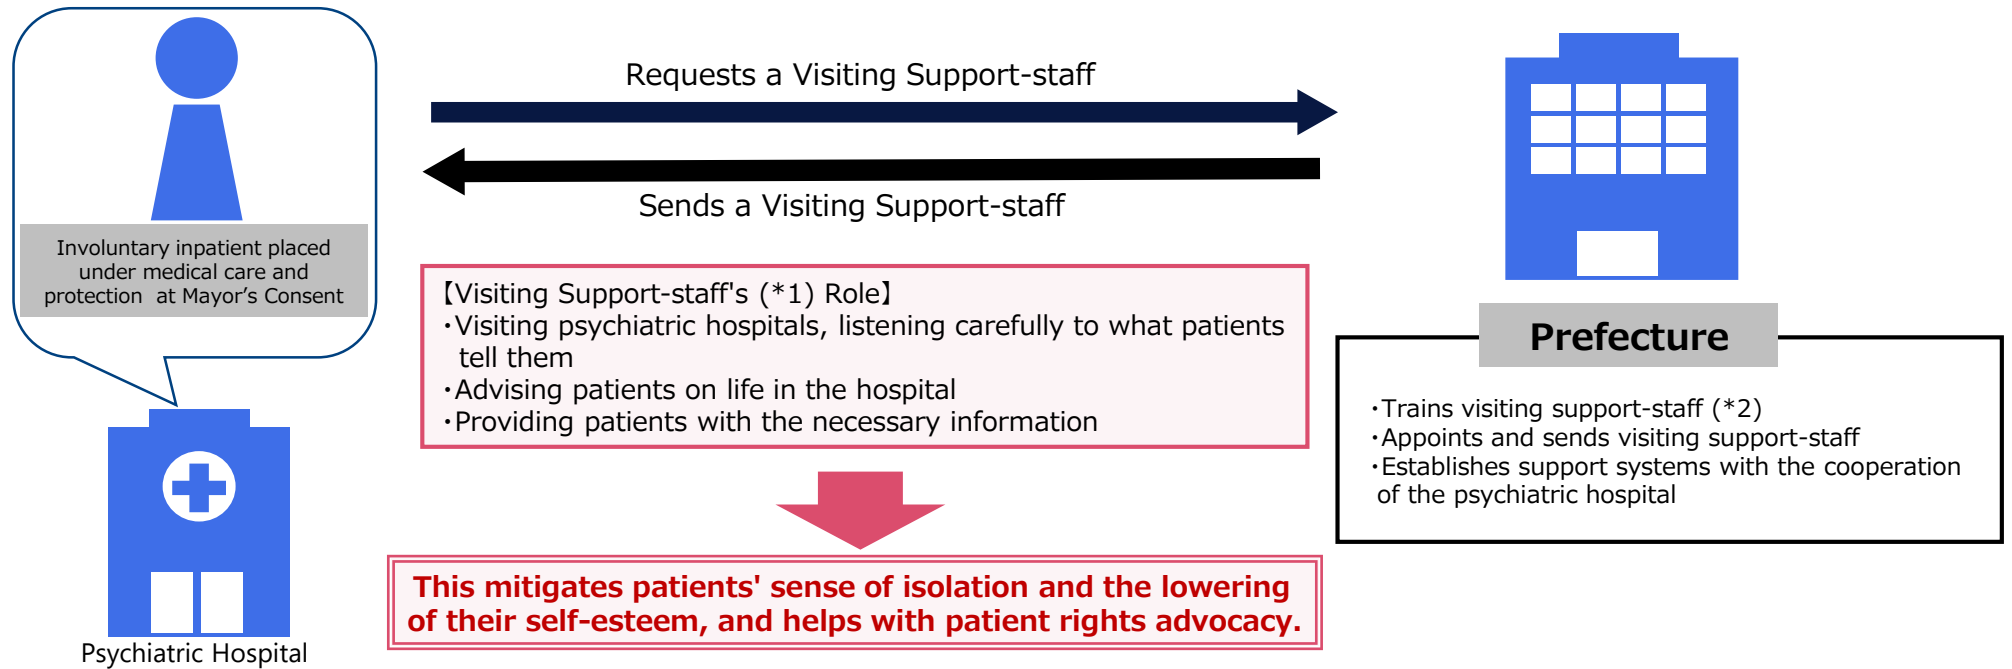 Requests a Visiting Support-staff
Sends a Visiting Support-staff
Involuntary inpatient placed
under medical care and
protection  at Mayor's Consent
Psychiatric Hospital
【Visiting Support-staff's (*1) Role】
・Visiting psychiatric hospitals, listening carefully to what patients
tell them
・Advising patients on life in the hospital
・Providing patients with the necessary information
This mitigates patients' sense of isolation and the lowering
of their self-esteem, and helps with patient rights advocacy.
Prefecture
・Trains visiting support-staff (*2)
・Appoints and sends visiting support-staff
・Establishes support systems with the cooperation
of the psychiatric hospital